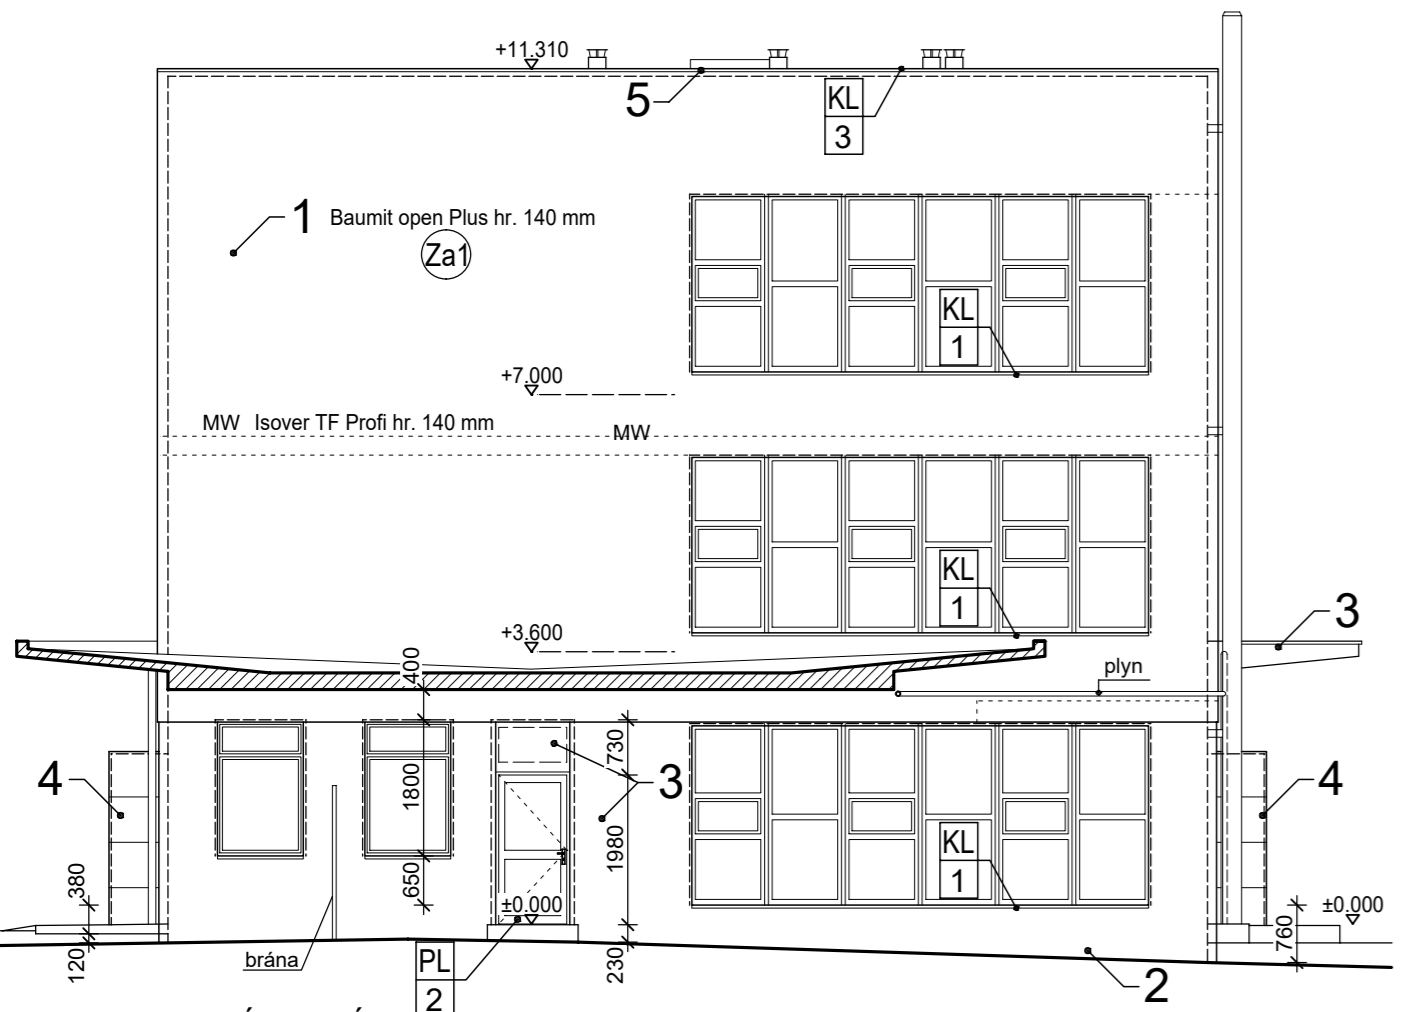 +11.310
5
KL
3
1 Baumit open Plus hr. 140 mm
Za1
KL
1
+7.000
MW Isover TF Profi hr. 140 mm
MW
KL
1
3
+3.600
400
plyn
730
4
1800
3
4
1980
KL
1
380
650
±0.000
±0.000
760
120
brána
PL
2
230
2